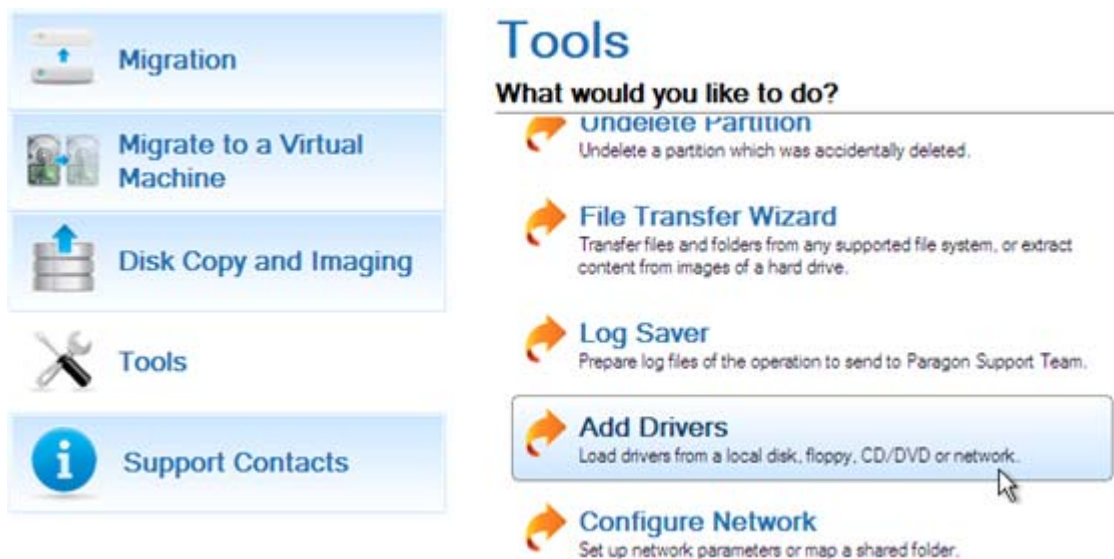 Migration
Migrate to a Virtual
Machine
Disk Copy and Imaging
Tools
Support Contacts
Tools
What would you like to do?
Undelete Partition
Undelete a partition which was accidentally deleted.
File Transfer Wizard
Transfer files and folders from any supported file system, or extract
content from images of a hard drive.
Log Saver
Prepare log files of the operation to send to Paragon Support Team.
Add Drivers
Load drivers from a local disk, floppy, CD/DVD or network.
Configure Network
Set up network parameters or map a shared folder.